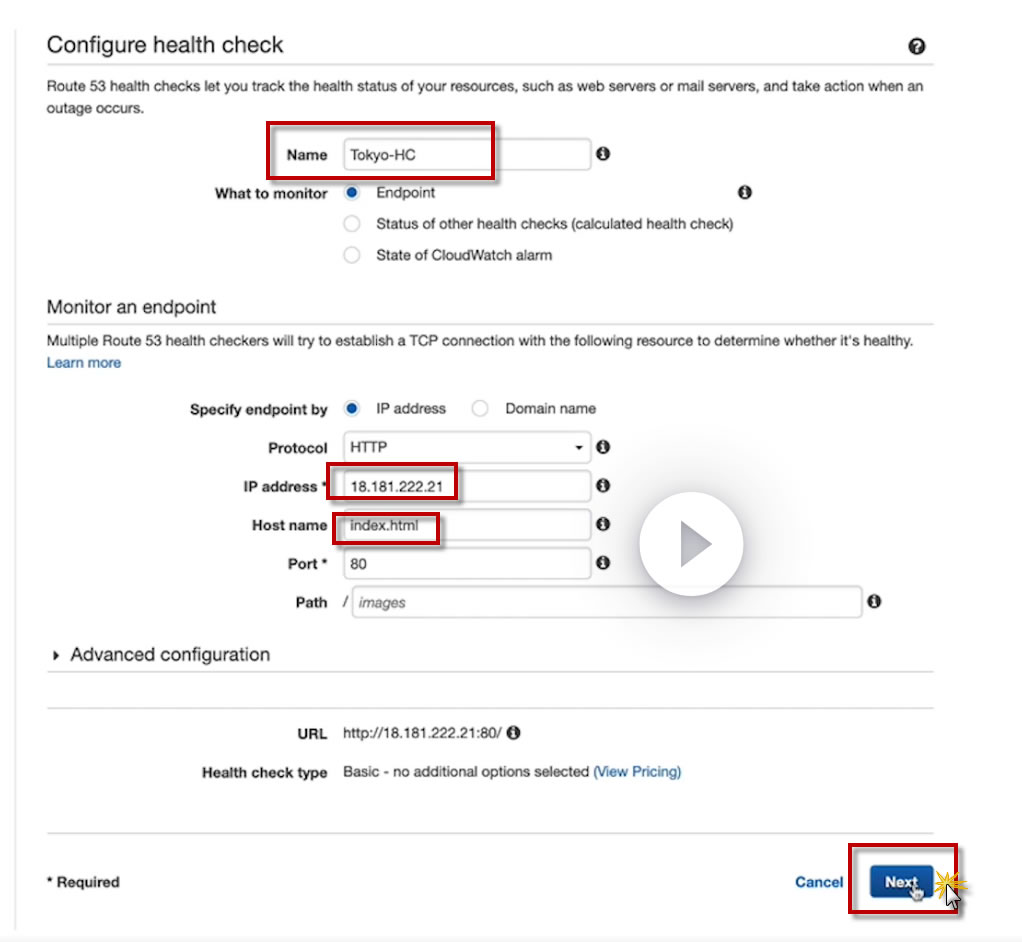 Configure health check
Route 53 health checks let you track the health status of your resources, such as web servers or mail servers, and take action when an
outage occurs.
Name Tokyo-HC
What to monitor Endpoint
Status of other health checks (calculated health check)
State of CloudWatch alarm
Monitor an endpoint
Multiple Route 53 health checkers will try to establish a TCP connection with the following resource to determine whether it's healthy.
Learn more
Specify endpoint by IP address Domain name
Protocol HTTP
IP address * 18.181.222.21
Host name index.html
Port * 80
Path / images
Advanced configuration
URL http://18.181.222.21:80/
Health check type Basic - no additional options selected (View Pricing)
* Required Cancel Next